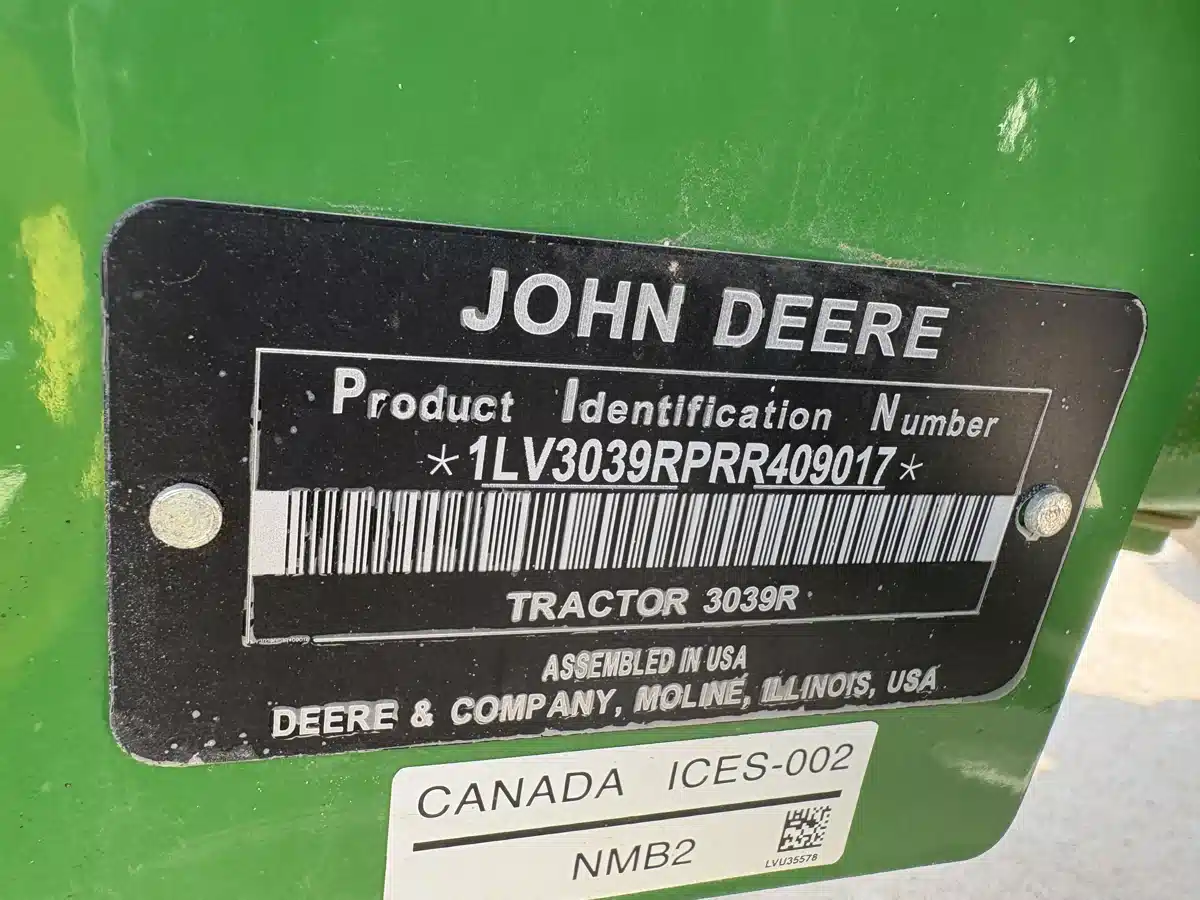 JOHN DEERE
Product Identification Number
*1LV3039RPRR409017*
TRACTOR 3039R
ASSEMBLED IN USA
DEERE & COMPANY, MOLINE, ILLINOIS, USA
CANADA ICES-002
NMB2
LVU35578